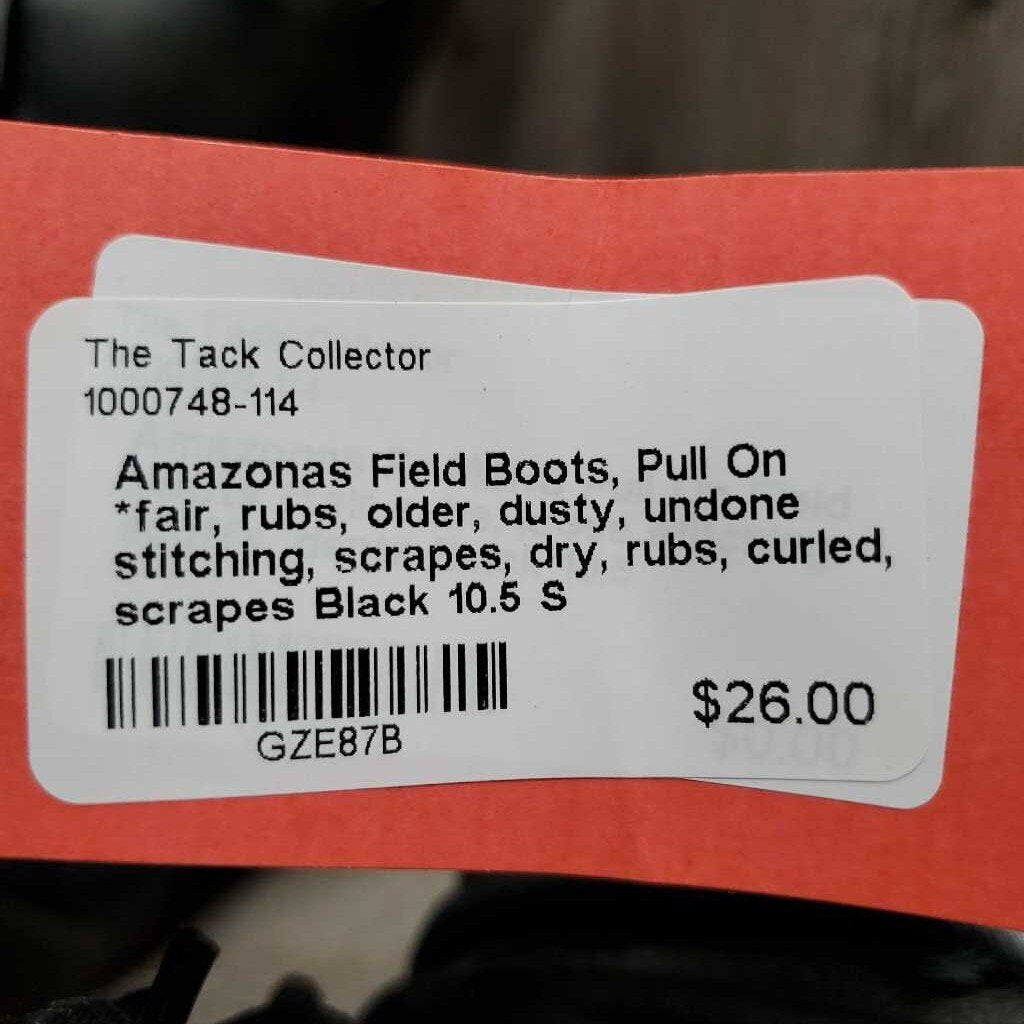 The Tack Collector
1000748-114
Amazonas Field Boots, Pull On
*fair, rubs, older, dusty, undone
stitching, scrapes, dry, rubs, curled,
scrapes Black 10.5 S
GZE87B
$26.00